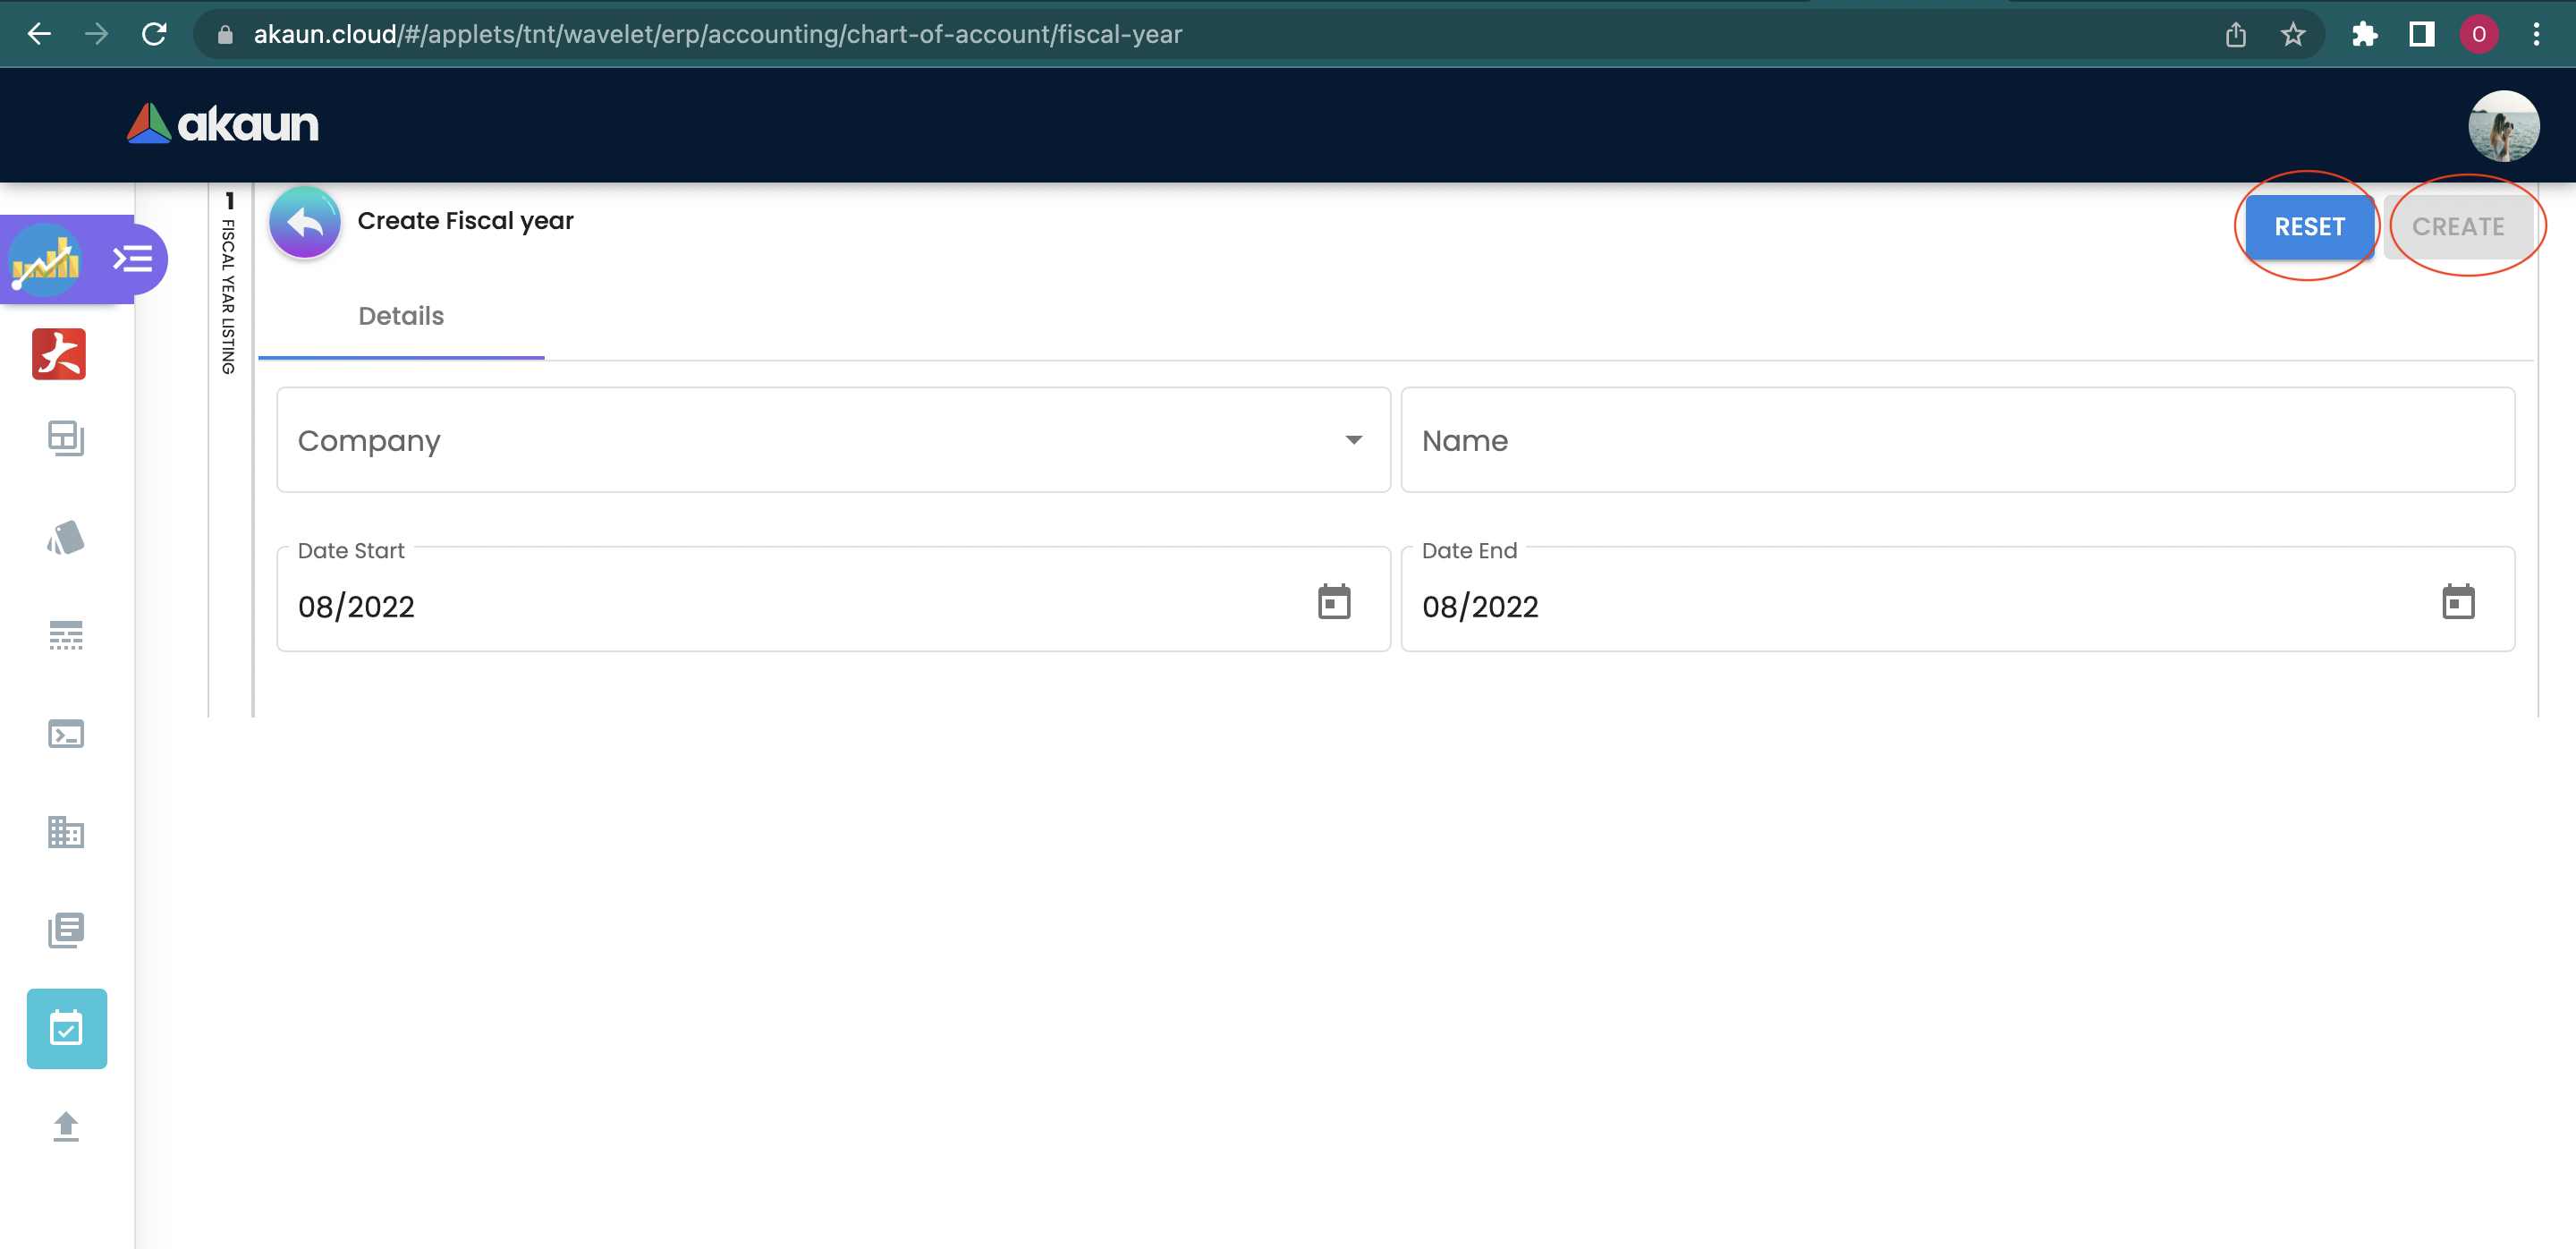 akaun.cloud/#/applets/tnt/wavelet/erp/accounting/chart-of-account/fiscal-year
O
akaun
1
FISCAL YEAR LISTING
Create Fiscal year
RESET
CREATE
Details
Company
Name
Date Start
08/2022
Date End
08/2022